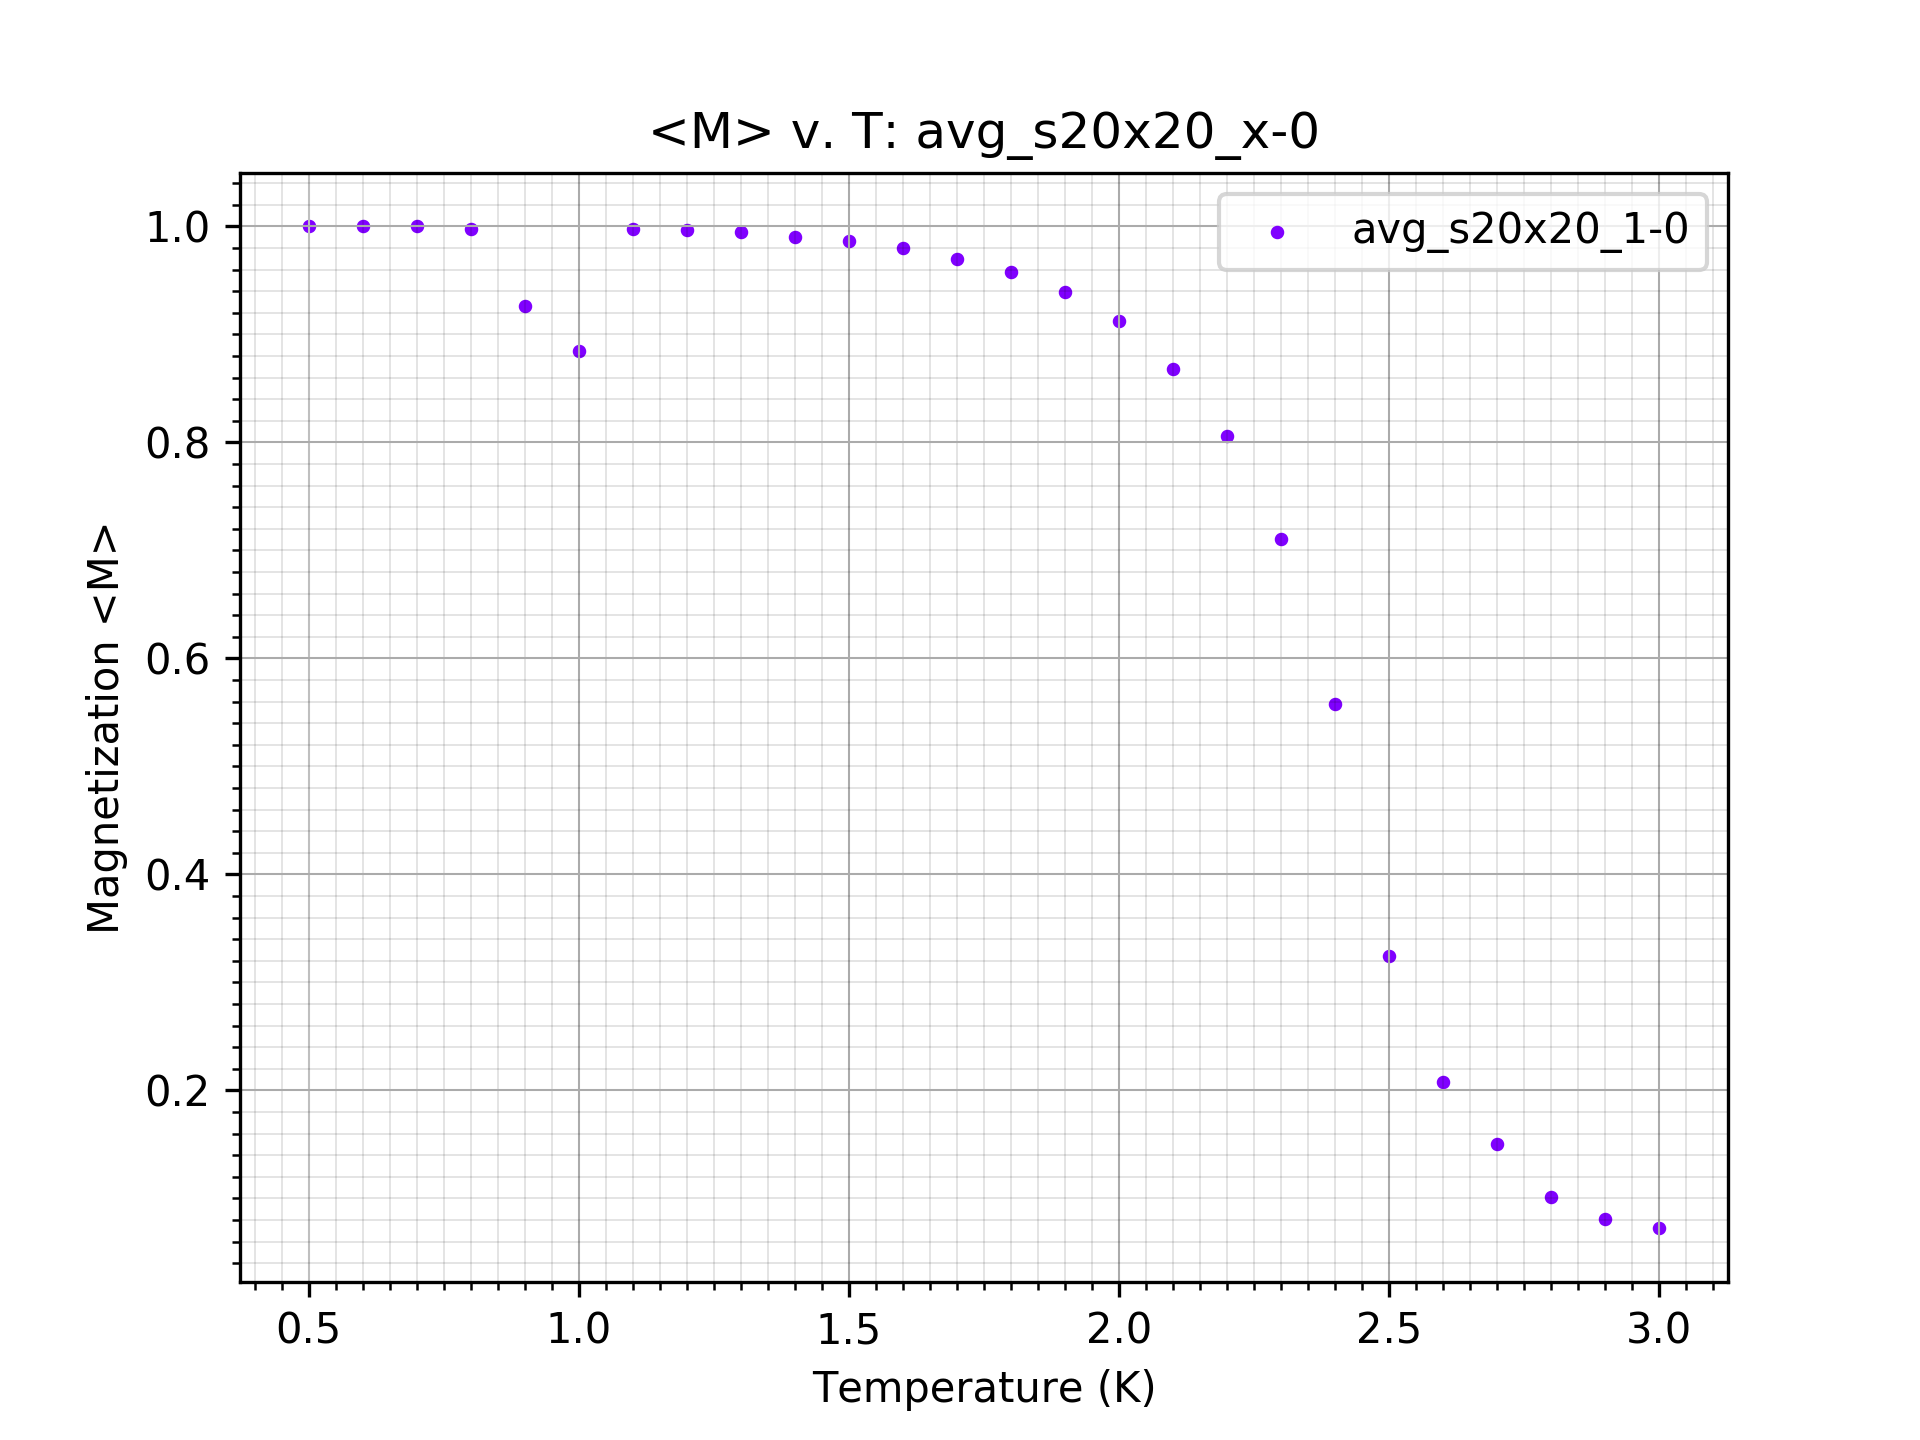 <M> v. T: avg_s20x20_x-0
avg_s20x20_1-0
1.0
0.8
0.6
0.4
0.2
Magnetization <M>
0.5 1.0 1.5 2.0 2.5 3.0
Temperature (K)